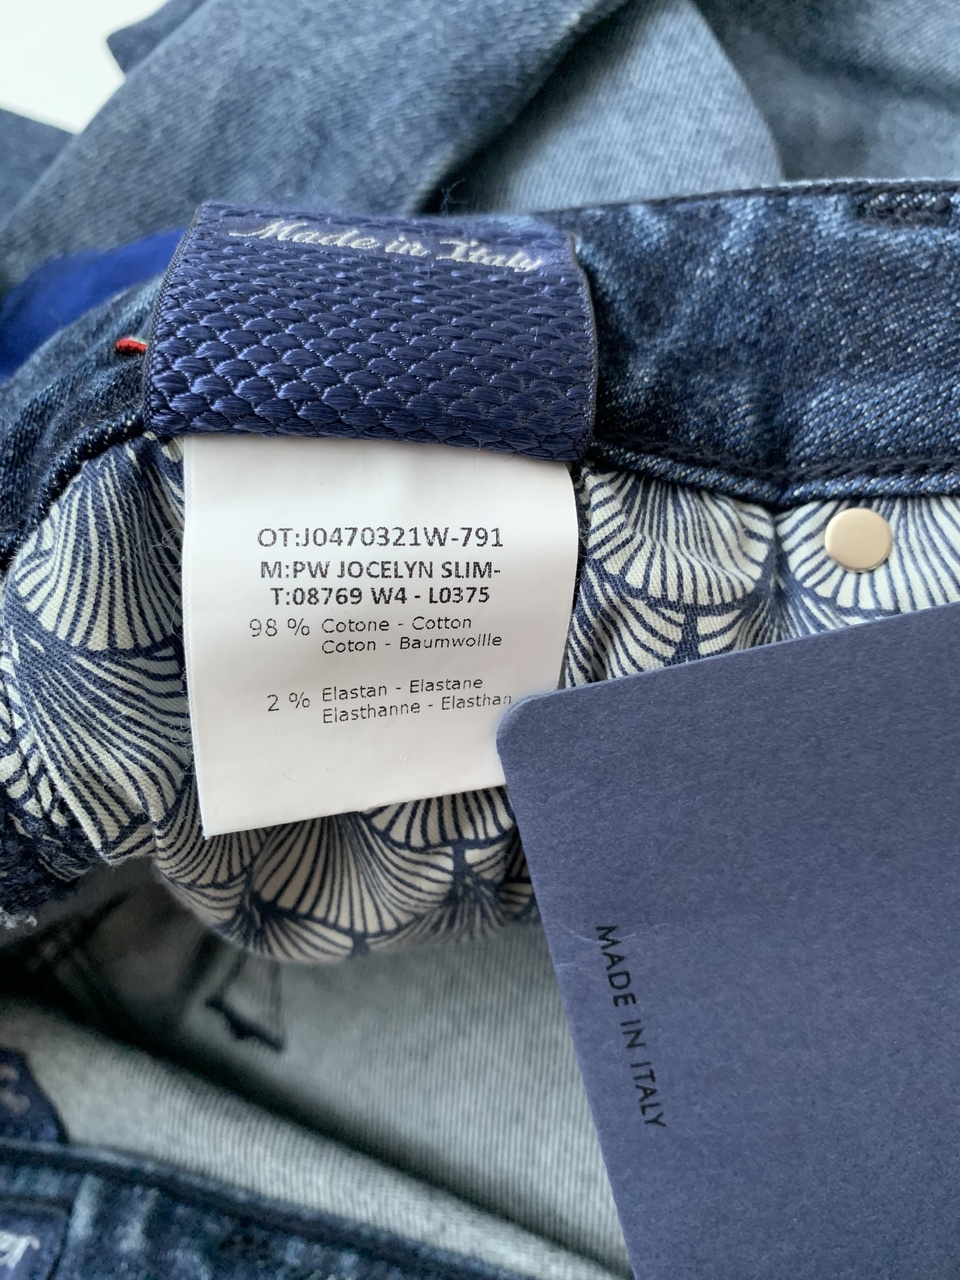 Made in Italy
OT:J0470321W-791
M:PW JOCELYN SLIM-
T:08769 W4 - L0375
98 % Cotone - Cotton
Coton - Baumwolle
2 % Elastan - Elastane
Elasthanne - Elasthan
MADE IN ITALY